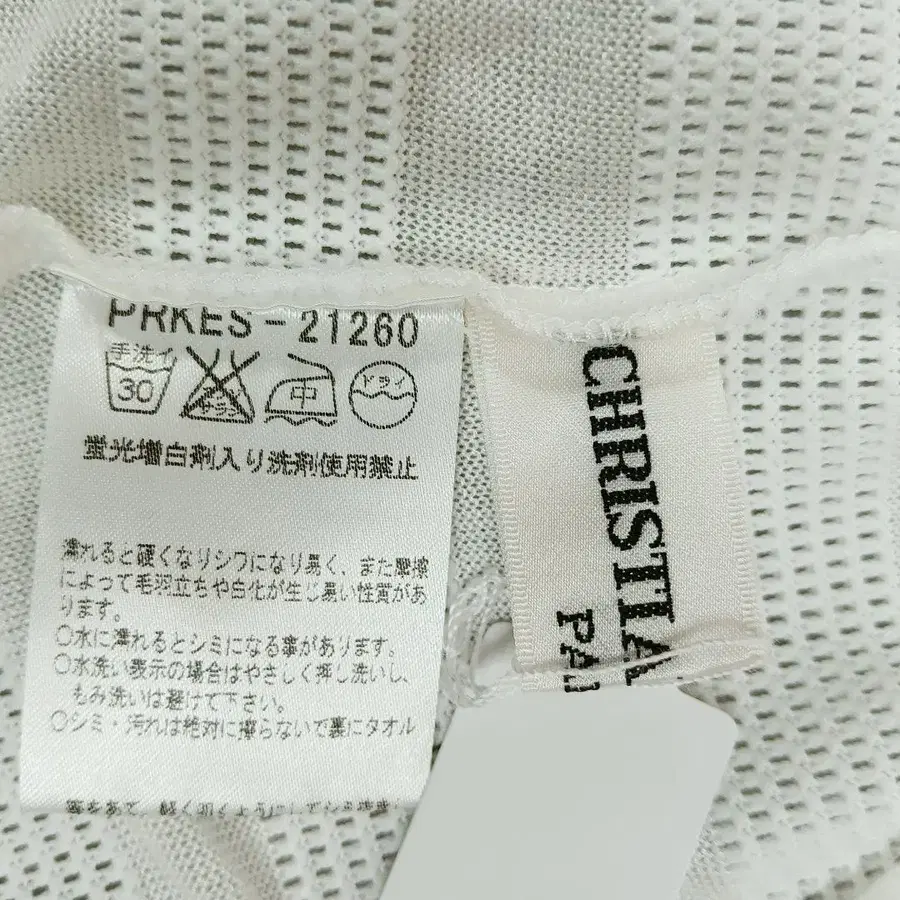 PRKES-21260
手洗イ
30
サラシ
中
ドライ
蛍光増白剤入り洗剤使用禁止
濡れると硬くなりシワになり易く、また摩擦
によって毛羽立ちや白化が生じ易い性質があ
ります。
○水に濡れるとシミになる事があります。
○水洗い表示の場合はやさしく押し洗いし、
もみ洗いは避けて下さい。
○シミ・汚れは絶対に擦らないで裏にタオル
CHRISTIA
PA